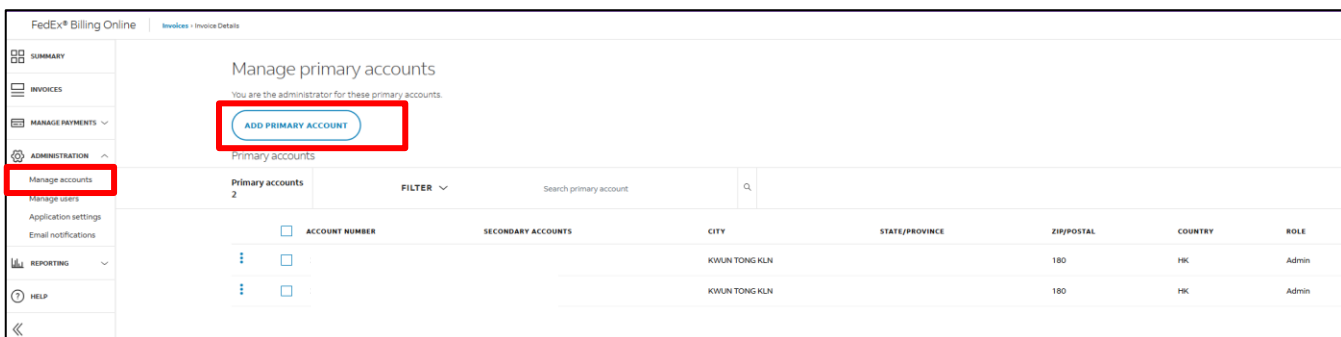 FedEx® Billing Online
Invoices › Invoice Details
SUMMARY
INVOICES
MANAGE PAYMENTS
ADMINISTRATION
Manage accounts
Manage users
Application settings
Email notifications
REPORTING
HELP
Manage primary accounts
You are the administrator for these primary accounts.
ADD PRIMARY ACCOUNT
Primary accounts
Primary accounts
2
FILTER
Search primary account
ACCOUNT NUMBER SECONDARY ACCOUNTS CITY STATE/PROVINCE ZIP/POSTAL COUNTRY ROLE
KWUN TONG KLN 180 HK Admin
KWUN TONG KLN 180 HK Admin